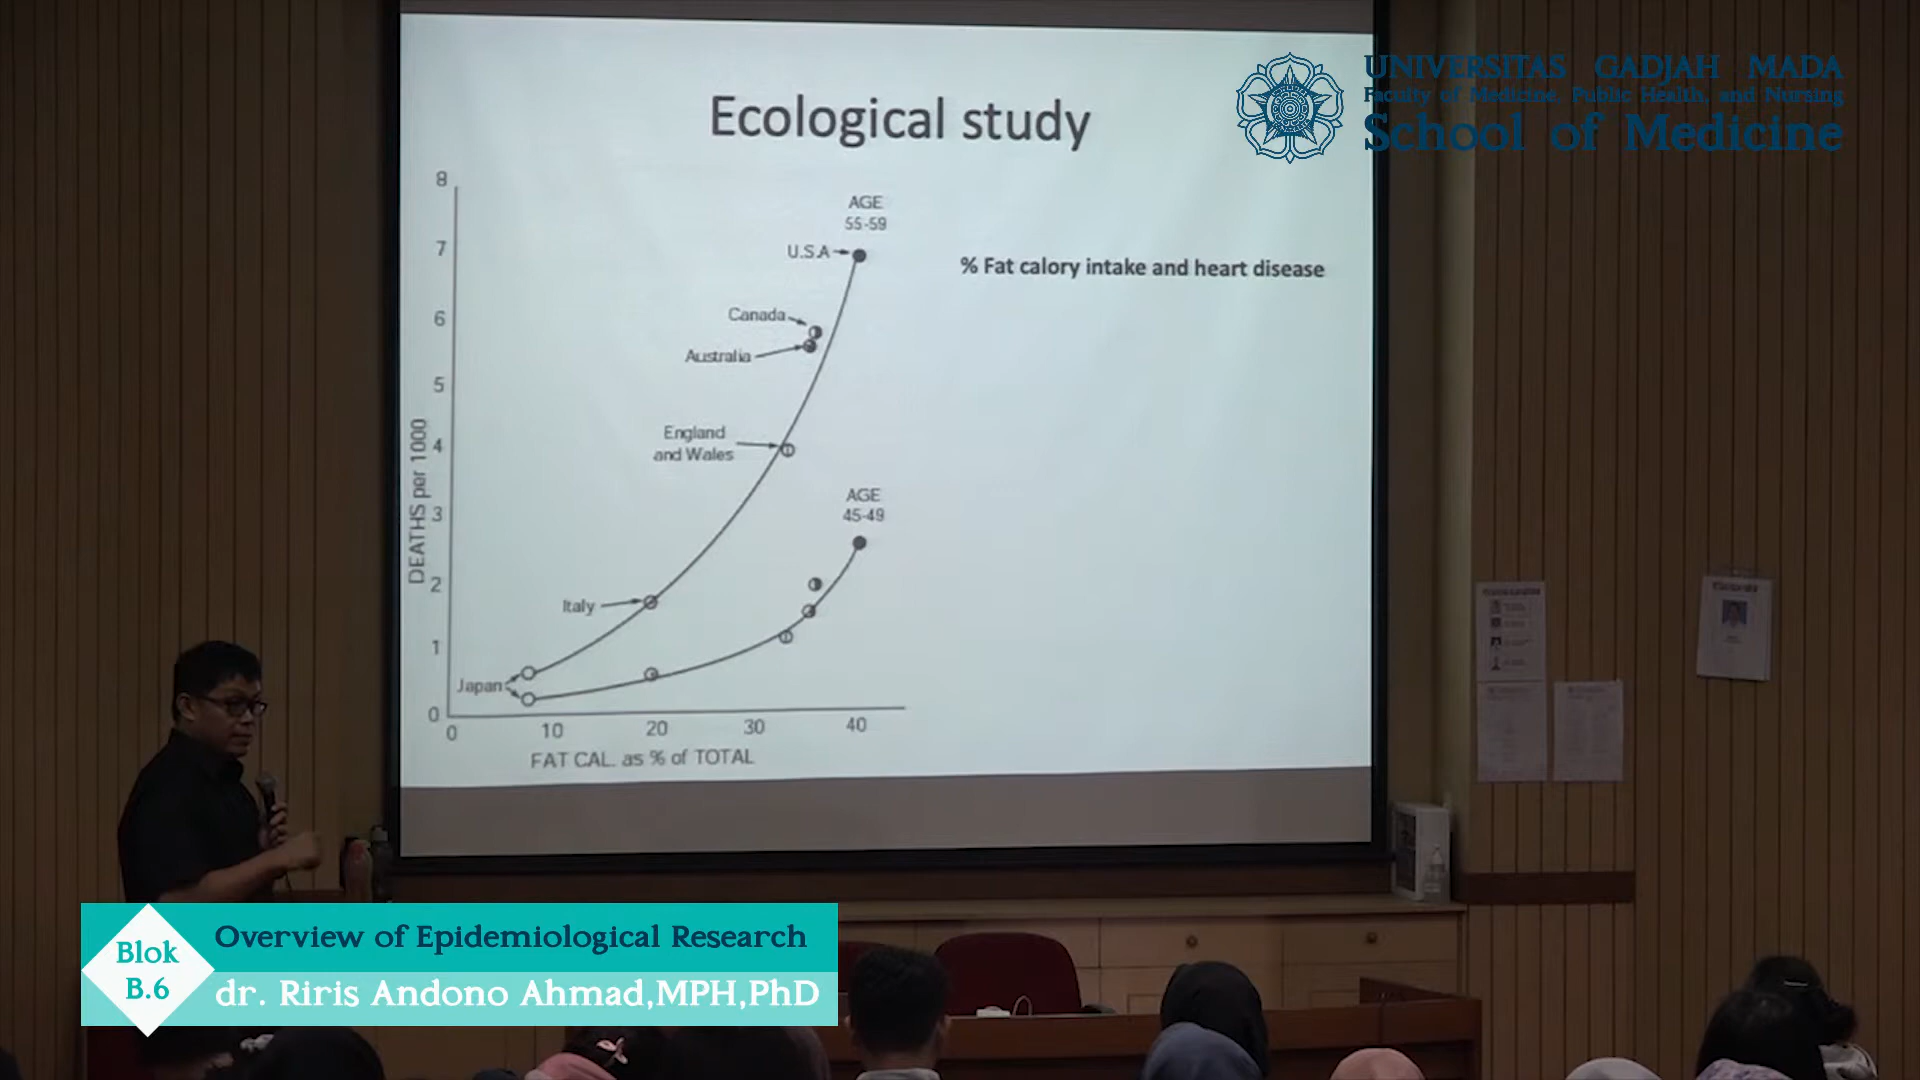 Ecological study
UNIVERSITAS GADJAH MADA
Faculty of Medicine, Public Health, and Nursing
School of Medicine
8
7
6
5
4
3
2
1
0
DEATHS per 1000
AGE
55-59
U.S.A
Canada
Australia
England
and Wales
AGE
45-49
Italy
Japan
0
10
20
30
40
FAT CAL. as % of TOTAL
% Fat calory intake and heart disease
Blok
B.6
Overview of Epidemiological Research
dr. Riris Andono Ahmad,MPH,PhD